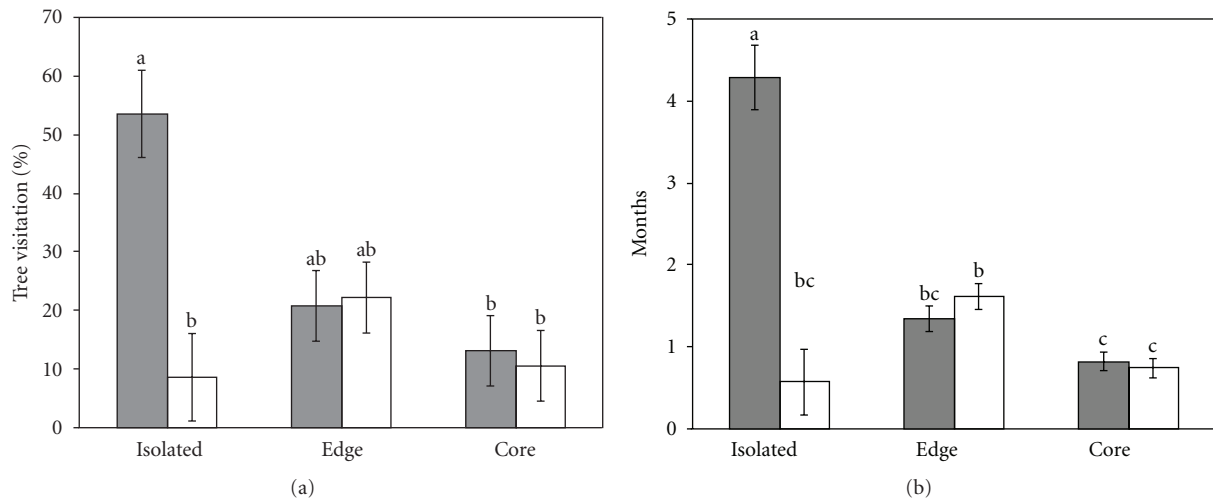 70
60
50
40
30
20
10
0
Tree visitation (%)
a
b
ab
ab
b
b
Isolated
Edge
Core
(a)
5
4
3
2
1
0
Months
a
bc
bc
b
c
c
Isolated
Edge
Core
(b)